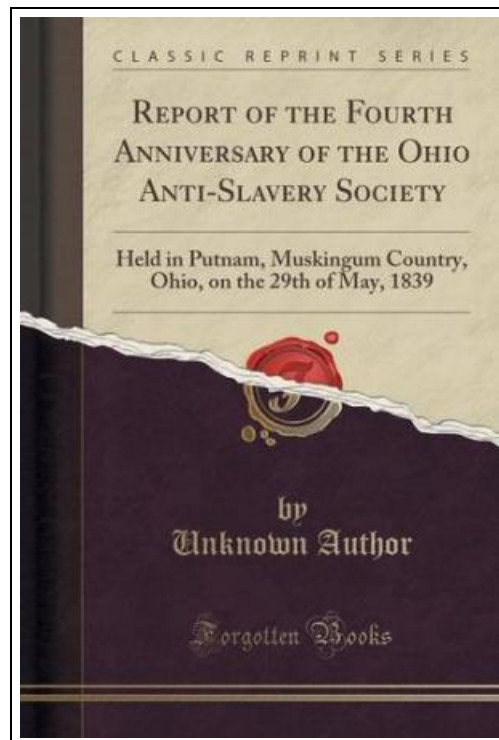 CLASSIC REPRINT SERIES
REPORT OF THE FOURTH
ANNIVERSARY OF THE OHIO
ANTI-SLAVERY SOCIETY
Held in Putnam, Muskingum Country,
Ohio, on the 29th of May, 1839
by
Unknown Author
Forgotten Books